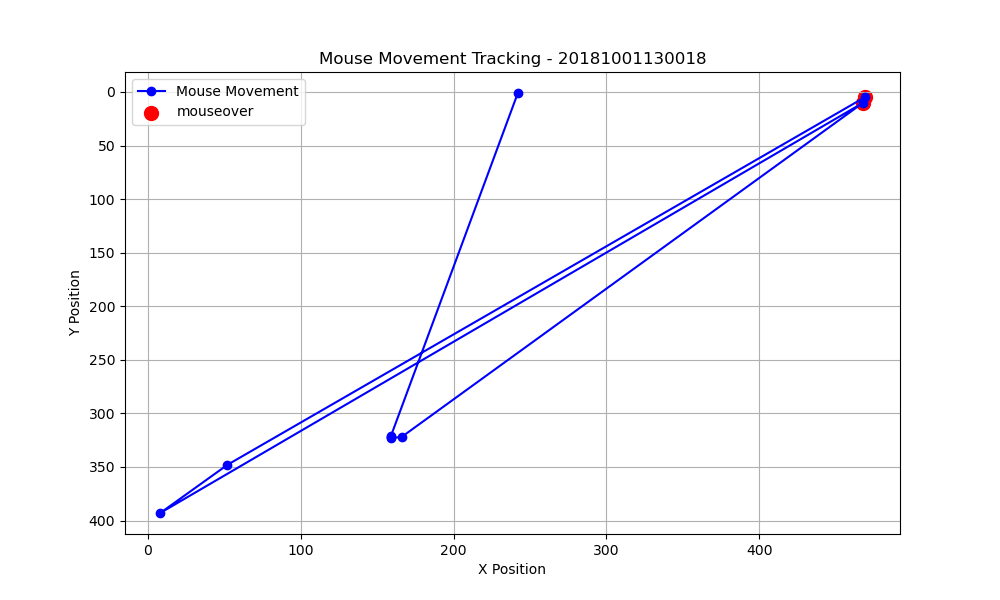 Mouse Movement Tracking - 20181001130018
Mouse Movement
mouseover
Y Position
0
50
100
150
200
250
300
350
400
0 100 200 300 400
X Position